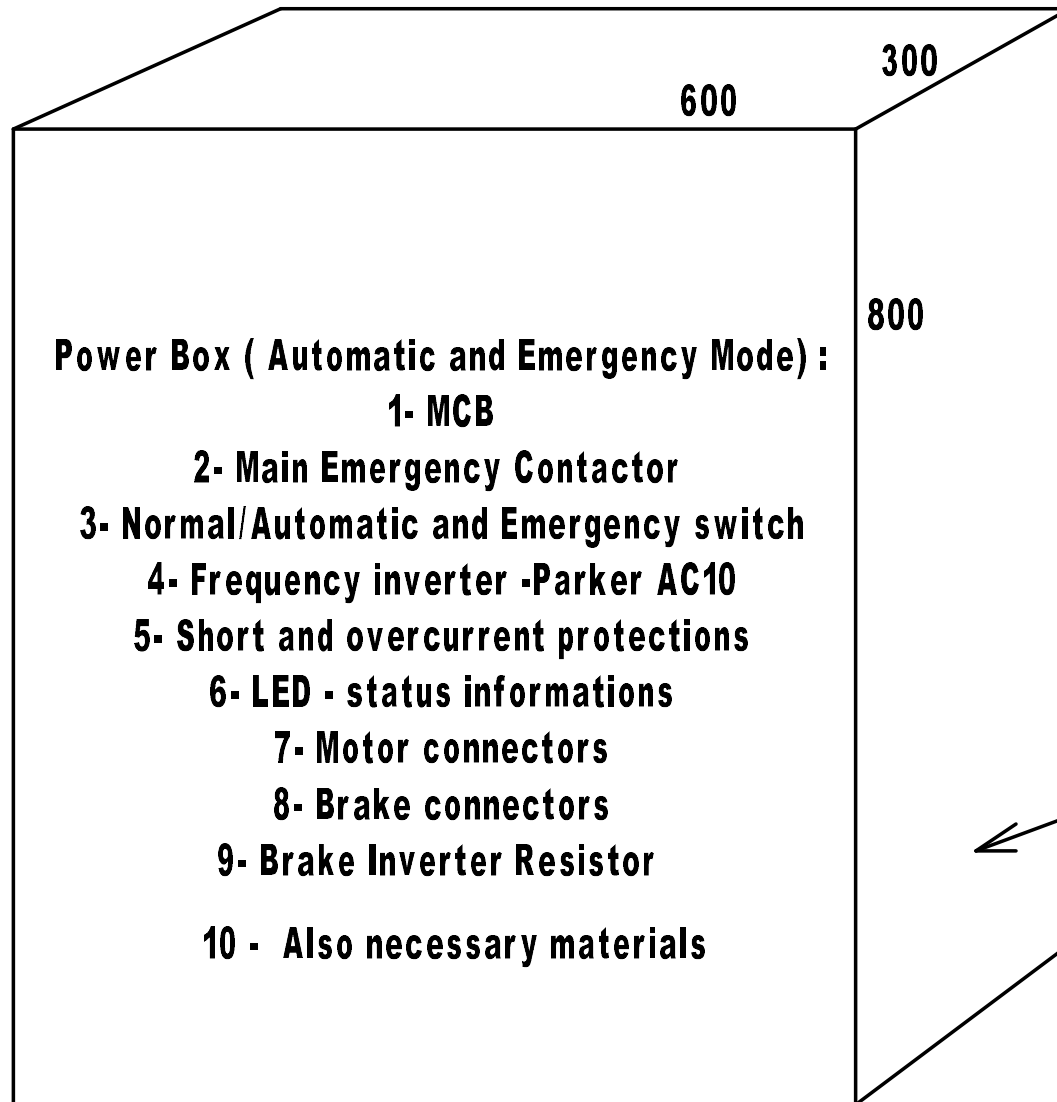 300
600
800
Power Box ( Automatic and Emergency Mode) :
1- MCB
2- Main Emergency Contactor
3- Normal/Automatic and Emergency switch
4- Frequency inverter -Parker AC10
5- Short and overcurrent protections
6- LED - status informations
7- Motor connectors
8- Brake connectors
9- Brake Inverter Resistor
10 - Also necessary materials